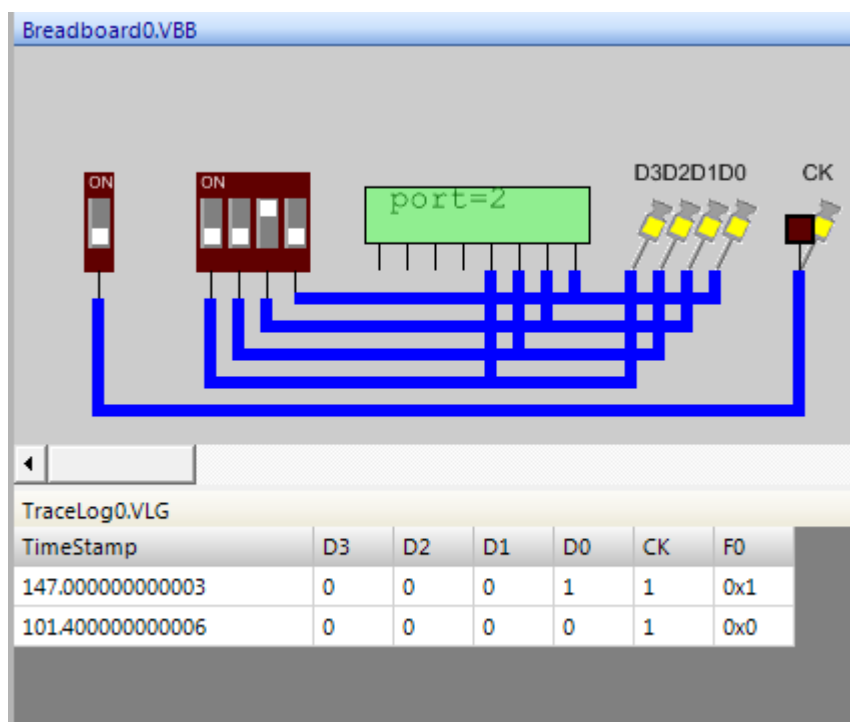 Breadboard0.VBB
D3D2D1D0 CK
ON ON
port=2
TraceLog0.VLG
TimeStamp D3 D2 D1 D0 CK F0
147.000000000003 0 0 0 1 1 0x1
101.400000000006 0 0 0 0 1 0x0